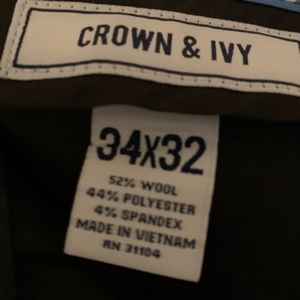 CROWN & IVY
34X32
52% WOOL
44% POLYESTER
4% SPANDEX
MADE IN VIETNAM
RN 31104